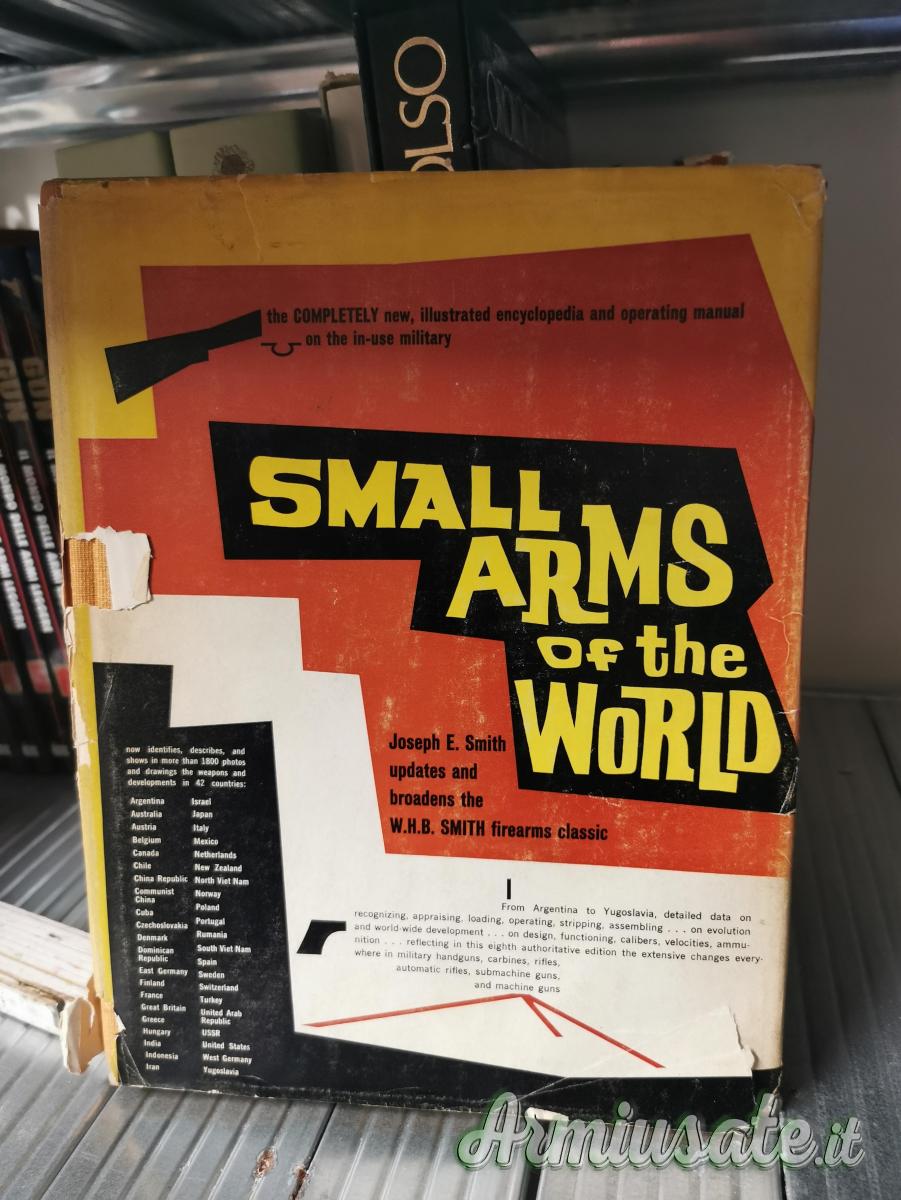 OLSO
the COMPLETELY new, illustrated encyclopedia and operating manual
on the in-use military
SMALL
ARMS
of the
WORLD
Joseph E. Smith
updates and
broadens the
W.H.B. SMITH firearms classic
now identifies, describes, and
shows in more than 1800 photos
and drawings the weapons and
developments in 42 countries:
Argentina
Australia
Austria
Belgium
Canada
Chile
China Republic
Communist
China
Cuba
Czechoslovakia
Denmark
Dominican
Republic
East Germany
Finland
France
Great Britain
Greece
Hungary
India
Indonesia
Iran
Israel
Japan
Italy
Mexico
Netherlands
New Zealand
North Viet Nam
Norway
Poland
Portugal
Rumania
South Viet Nam
Spain
Sweden
Switzerland
Turkey
United Arab
Republic
USSR
United States
West Germany
Yugoslavia
From Argentina to Yugoslavia, detailed data on
recognizing, appraising, loading, operating, stripping, assembling . . . on evolution
and world-wide development . . . on design, functioning, calibers, velocities, ammu-
nition . . . reflecting in this eighth authoritative edition the extensive changes every-
where in military handguns, carbines, rifles,
automatic rifles, submachine guns,
and machine guns
GUN
GUN
Armiusate.it